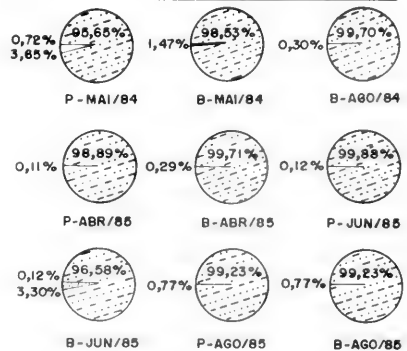 0,72%
3,65%
95,65%
1,47%
98,53%
0,30%
99,70%
P-MAI/84
B-MAI/84
B-AGO/84
0,11%
98,89%
0,29%
99,71%
0,12%
99,88%
P-ABR/85
B-ABR/85
P-JUN/85
0,12%
3,30%
96,58%
0,77%
99,23%
0,77%
99,23%
B-JUN/85
P-AGO/85
B-AGO/85